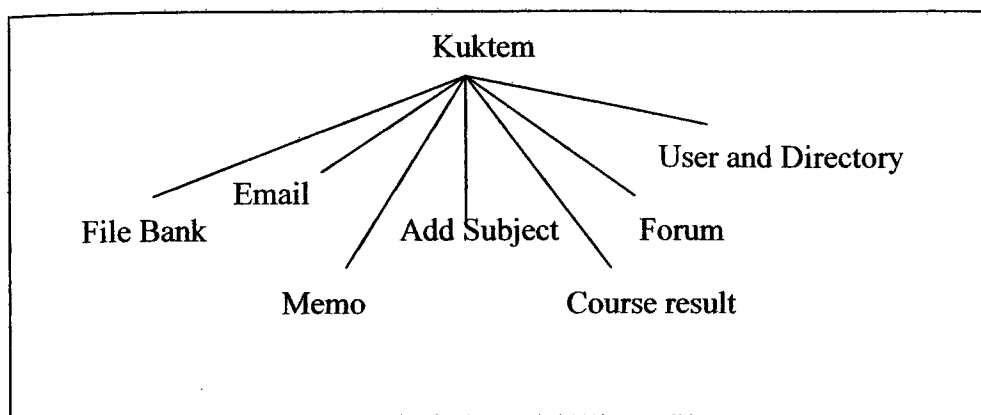 Kuktem
User and Directory
Email
File Bank
Add Subject
Forum
Memo
Course result